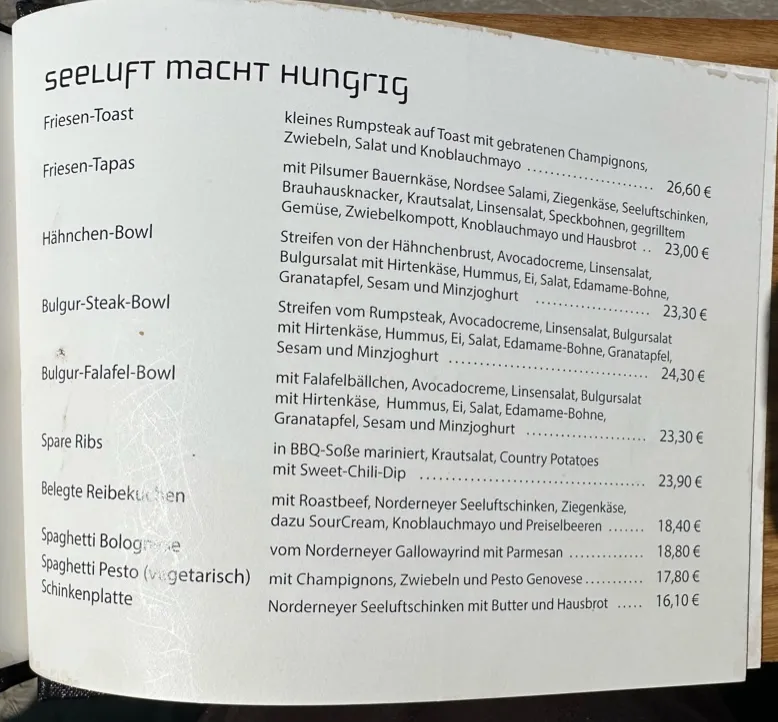 seeLuft macht Hungrig
Friesen-Toast
kleines Rumpsteak auf Toast mit gebratenen Champignons,
Zwiebeln, Salat und Knoblauchmayo ........................ 26,60 €
Friesen-Tapas
mit Pilsumer Bauernkäse, Nordsee Salami, Ziegenkäse, Seeluftschinken,
Brauhausknacker, Krautsalat, Linsensalat, Speckbohnen, gegrilltem
Gemüse, Zwiebelkompott, Knoblauchmayo und Hausbrot .. 23,00 €
Hähnchen-Bowl
Streifen von der Hähnchenbrust, Avocadocreme, Linsensalat,
Bulgursalat mit Hirtenkäse, Hummus, Ei, Salat, Edamame-Bohne,
Granatapfel, Sesam und Minzjoghurt ..................... 23,30 €
Bulgur-Steak-Bowl
Streifen vom Rumpsteak, Avocadocreme, Linsensalat, Bulgursalat
mit Hirtenkäse, Hummus, Ei, Salat, Edamame-Bohne, Granatapfel,
Sesam und Minzjoghurt ..................................... 24,30 €
Bulgur-Falafel-Bowl
mit Falafelbällchen, Avocadocreme, Linsensalat, Bulgursalat
mit Hirtenkäse, Hummus, Ei, Salat, Edamame-Bohne,
Granatapfel, Sesam und Minzjoghurt ...................... 23,30 €
Spare Ribs
in BBQ-Soße mariniert, Krautsalat, Country Potatoes
mit Sweet-Chili-Dip .......................................... 23,90 €
Belegte Reibekuchen
mit Roastbeef, Norderneyer Seeluftschinken, Ziegenkäse,
dazu SourCream, Knoblauchmayo und Preiselbeeren ....... 18,40 €
Spaghetti Bolognese vom Norderneyer Gallowayrind mit Parmesan .............. 18,80 €
Spaghetti Pesto (vegetarisch) mit Champignons, Zwiebeln und Pesto Genovese ........... 17,80 €
Schinkenplatte Norderneyer Seeluftschinken mit Butter und Hausbrot ..... 16,10 €